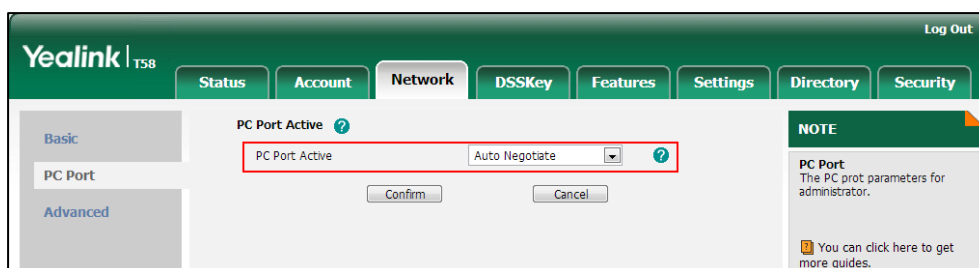 Log Out
Yealink | T58
Status Account Network DSSKey Features Settings Directory Security
Basic
PC Port
Advanced
PC Port Active ?
PC Port Active Auto Negotiate ?
Confirm Cancel
NOTE
PC Port
The PC prot parameters for
administrator.
? You can click here to get
more guides.